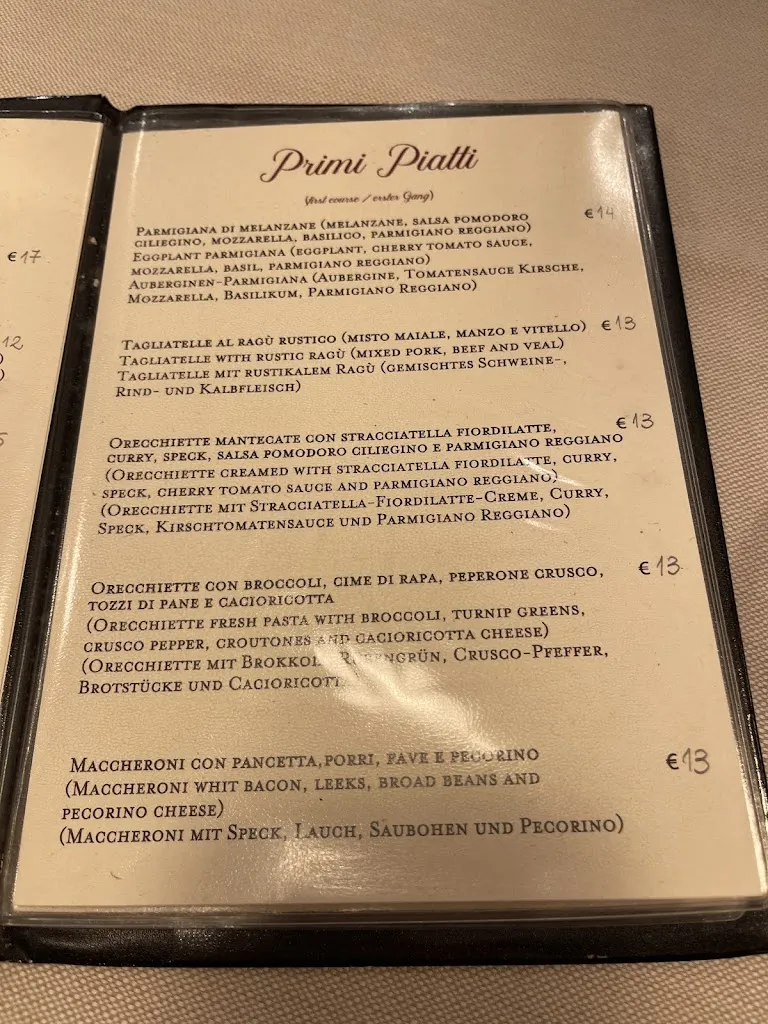 Primi Piatti
(first course / erster Gang)
PARMIGIANA DI MELANZANE (MELANZANE, SALSA POMODORO €14
CILIEGINO, MOZZARELLA, BASILICO, PARMIGIANO REGGIANO)
EGGPLANT PARMIGIANA (EGGPLANT, CHERRY TOMATO SAUCE,
MOZZARELLA, BASIL, PARMIGIANO REGGIANO)
AUBERGINEN-PARMIGIANA (AUBERGINE, TOMATENSAUCE KIRSCHE,
MOZZARELLA, BASILIKUM, PARMIGIANO REGGIANO)
TAGLIATELLE AL RAGÙ RUSTICO (MISTO MAIALE, MANZO E VITELLO) €13
TAGLIATELLE WITH RUSTIC RAGÙ (MIXED PORK, BEEF AND VEAL)
TAGLIATELLE MIT RUSTIKALEM RAGÙ (GEMISCHTES SCHWEINE-,
RIND- UND KALBFLEISCH)
ORECCHIETTE MANTECATE CON STRACCIATELLA FIORDILATTE, €13
CURRY, SPECK, SALSA POMODORO CILIEGINO E PARMIGIANO REGGIANO
(ORECCHIETTE CREAMED WITH STRACCIATELLA FIORDILATTE, CURRY,
SPECK, CHERRY TOMATO SAUCE AND PARMIGIANO REGGIANO)
(ORECCHIETTE MIT STRACCIATELLA-FIORDILATTE-CREME, CURRY,
SPECK, KIRSCHTOMATENSAUCE UND PARMIGIANO REGGIANO)
ORECCHIETTE CON BROCCOLI, CIME DI RAPA, PEPERONE CRUSCO, €13
TOZZI DI PANE E CACIORICOTTA
(ORECCHIETTE FRESH PASTA WITH BROCCOLI, TURNIP GREENS,
CRUSCO PEPPER, CROUTONES AND CACIORICOTTA CHEESE)
(ORECCHIETTE MIT BROKKOLI, RÜBENGRÜN, CRUSCO-PFEFFER,
BROTSTÜCKE UND CACIORICOTT
MACCHERONI CON PANCETTA, PORRI, FAVE E PECORINO €13
(MACCHERONI WHIT BACON, LEEKS, BROAD BEANS AND
PECORINO CHEESE)
(MACCHERONI MIT SPECK, LAUCH, SAUBOHEN UND PECORINO)
€17
12
)
)